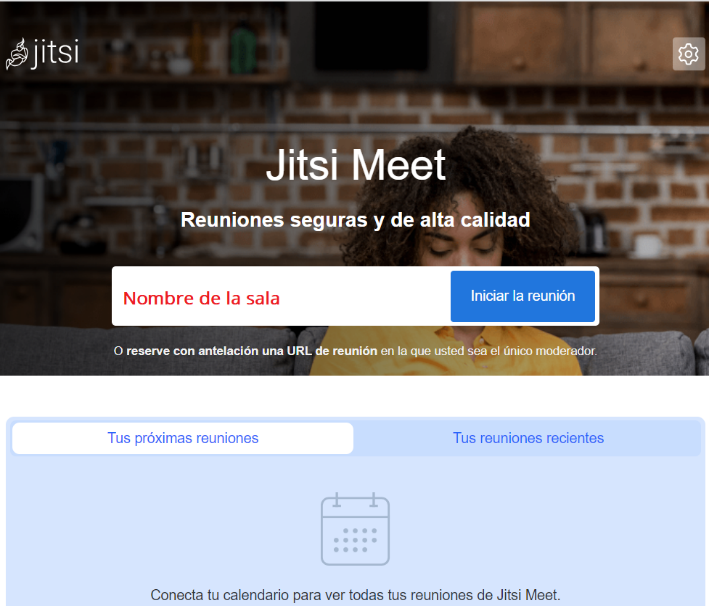 jitsi
Jitsi Meet
Reuniones seguras y de alta calidad
Nombre de la sala
Iniciar la reunión
O reserve con antelación una URL de reunión en la que usted sea el único moderador.
Tus próximas reuniones
Tus reuniones recientes
Conecta tu calendario para ver todas tus reuniones de Jitsi Meet.